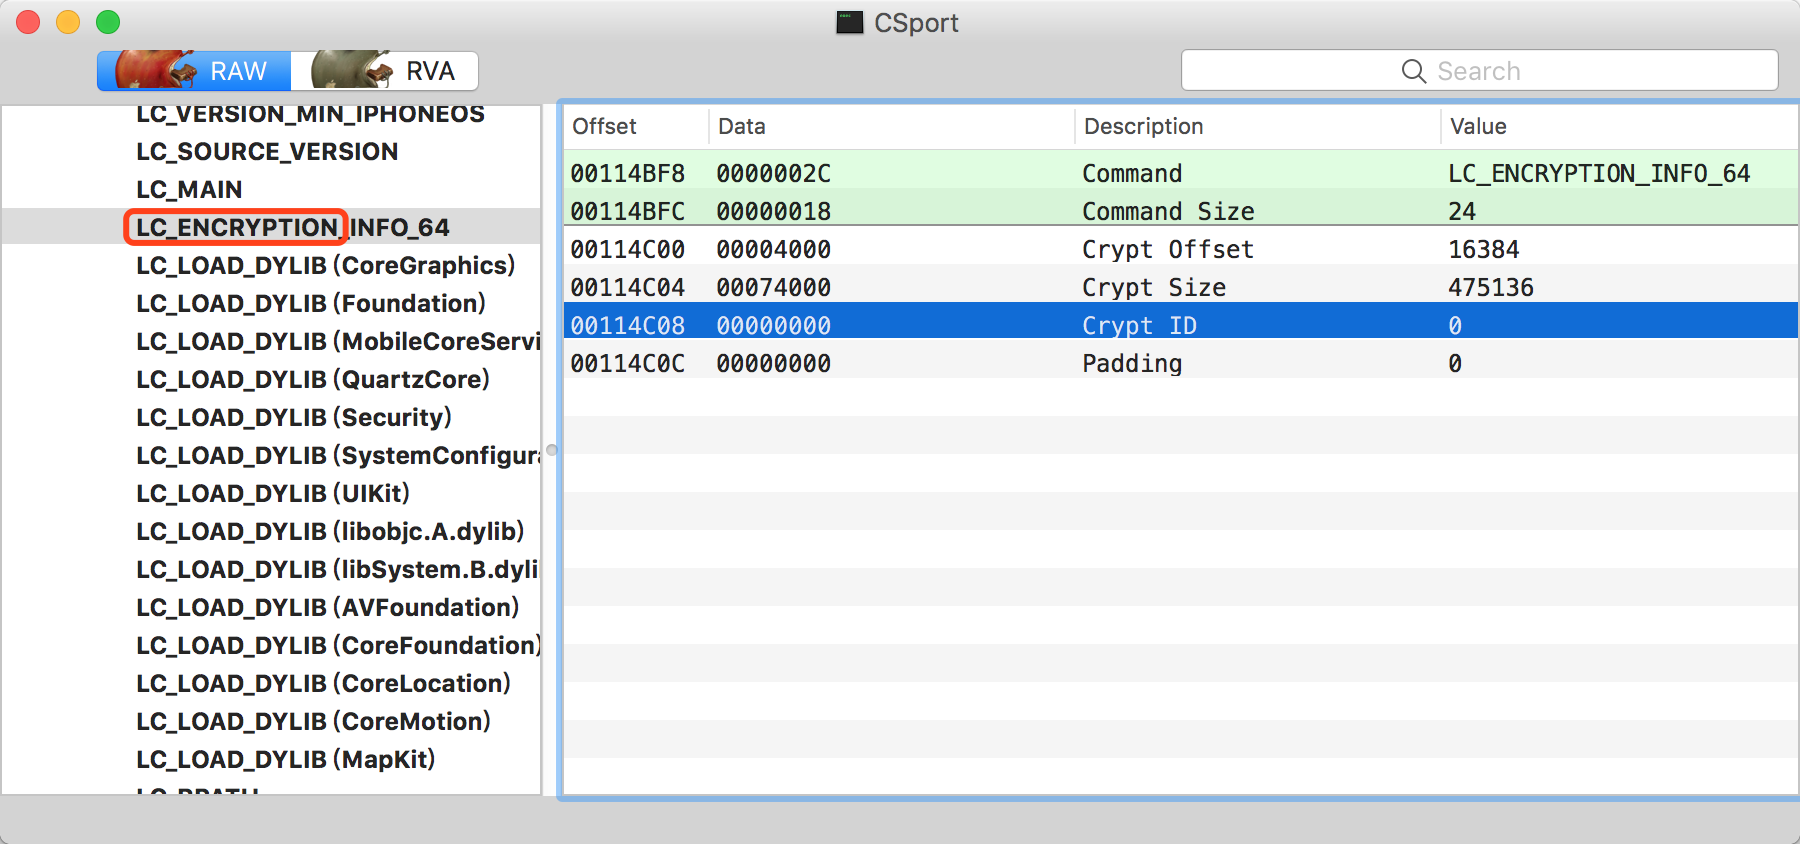 CSport
RAW
RVA
Search
LC_VERSION_MIN_IPHONEOS
LC_SOURCE_VERSION
LC_MAIN
LC_ENCRYPTION_INFO_64
LC_LOAD_DYLIB (CoreGraphics)
LC_LOAD_DYLIB (Foundation)
LC_LOAD_DYLIB (MobileCoreServi
LC_LOAD_DYLIB (QuartzCore)
LC_LOAD_DYLIB (Security)
LC_LOAD_DYLIB (SystemConfigura
LC_LOAD_DYLIB (UIKit)
LC_LOAD_DYLIB (libobjc.A.dylib)
LC_LOAD_DYLIB (libSystem.B.dyli
LC_LOAD_DYLIB (AVFoundation)
LC_LOAD_DYLIB (CoreFoundation)
LC_LOAD_DYLIB (CoreLocation)
LC_LOAD_DYLIB (CoreMotion)
LC_LOAD_DYLIB (MapKit)
LC_RPATH
Offset Data Description Value
00114BF8 0000002C Command LC_ENCRYPTION_INFO_64
00114BFC 00000018 Command Size 24
00114C00 00004000 Crypt Offset 16384
00114C04 00074000 Crypt Size 475136
00114C08 00000000 Crypt ID 0
00114C0C 00000000 Padding 0